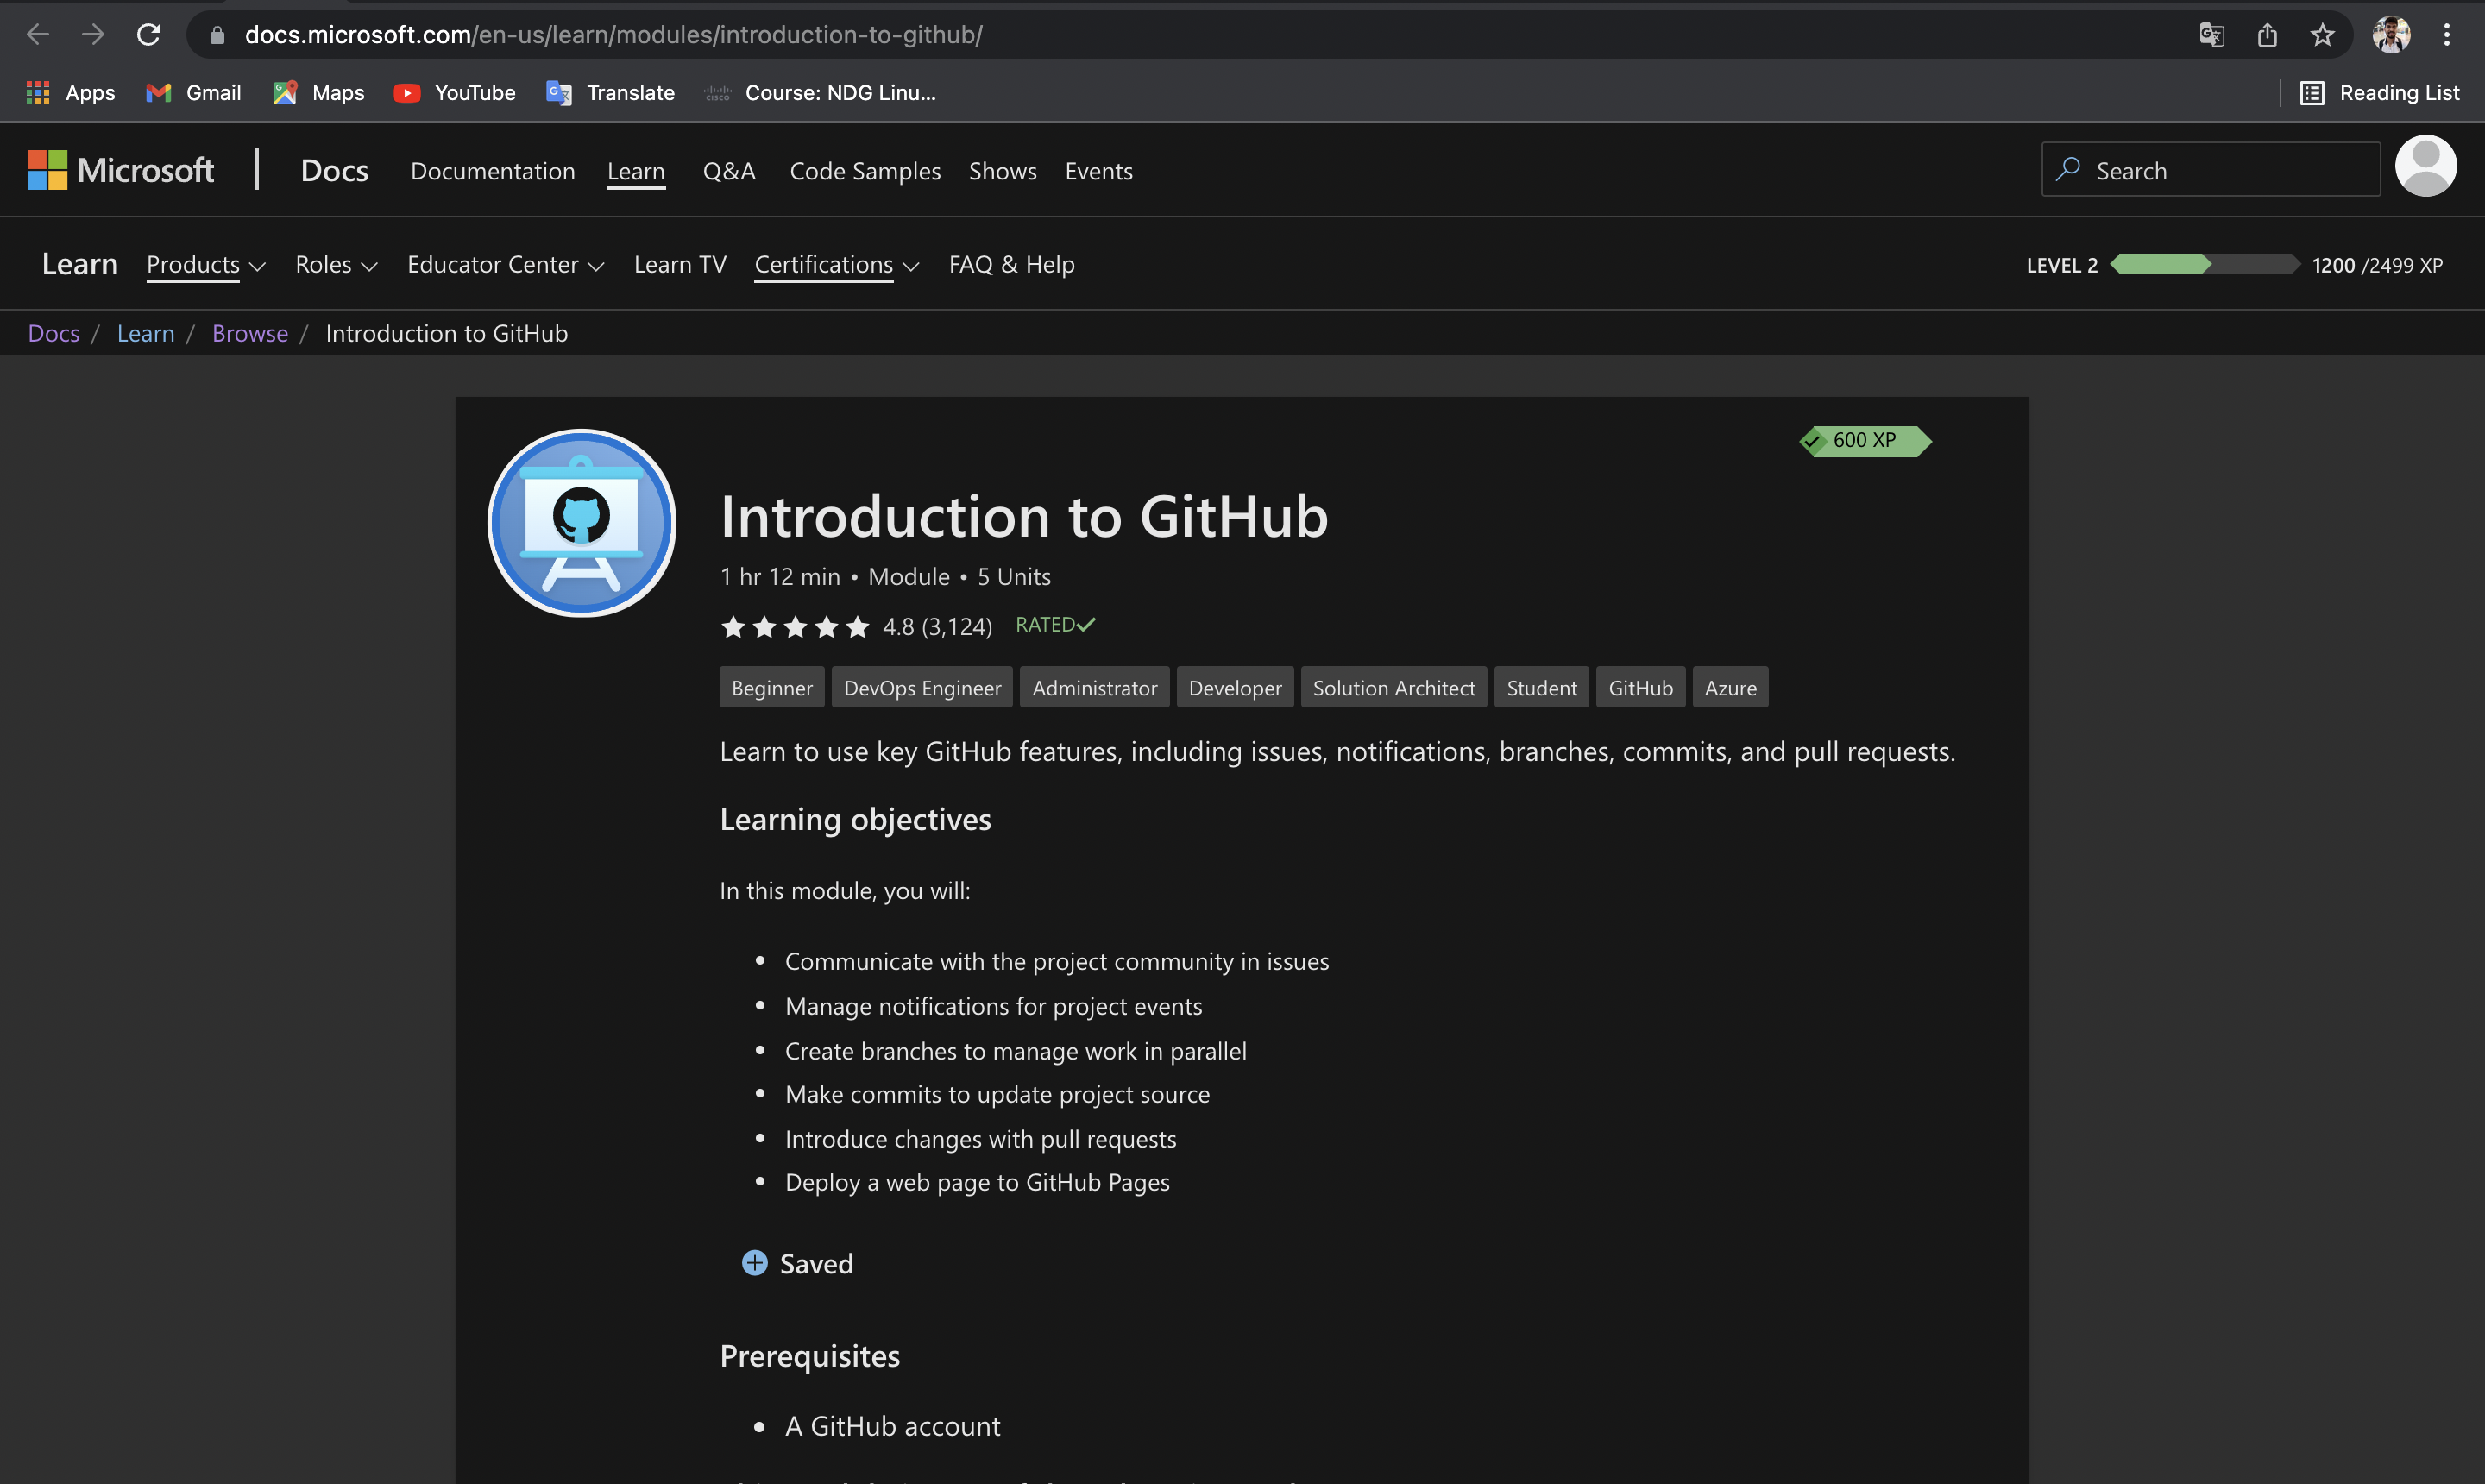 docs.microsoft.com/en-us/learn/modules/introduction-to-github/
Apps Gmail Maps YouTube Translate Course: NDG Linu... Reading List
Microsoft Docs Documentation Learn Q&A Code Samples Shows Events Search
Learn Products Roles Educator Center Learn TV Certifications FAQ & Help LEVEL 2 1200 /2499 XP
Docs / Learn / Browse / Introduction to GitHub
600 XP
Introduction to GitHub
1 hr 12 min • Module • 5 Units
4.8 (3,124) RATED
Beginner DevOps Engineer Administrator Developer Solution Architect Student GitHub Azure
Learn to use key GitHub features, including issues, notifications, branches, commits, and pull requests.
Learning objectives
In this module, you will:
• Communicate with the project community in issues
• Manage notifications for project events
• Create branches to manage work in parallel
• Make commits to update project source
• Introduce changes with pull requests
• Deploy a web page to GitHub Pages
Saved
Prerequisites
• A GitHub account